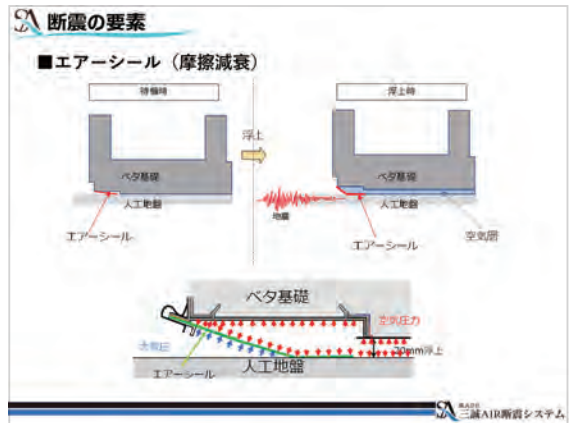 断震の要素
■エアーシール（摩擦減衰）
待機時
浮上時
浮上
ベタ基礎
ベタ基礎
人工地盤
地震
人工地盤
エアーシール
エアーシール
空気層
ベタ基礎
空気圧力
大気圧
20mm浮上
エアーシール
人工地盤
株式会社
三誠AIR断震システム